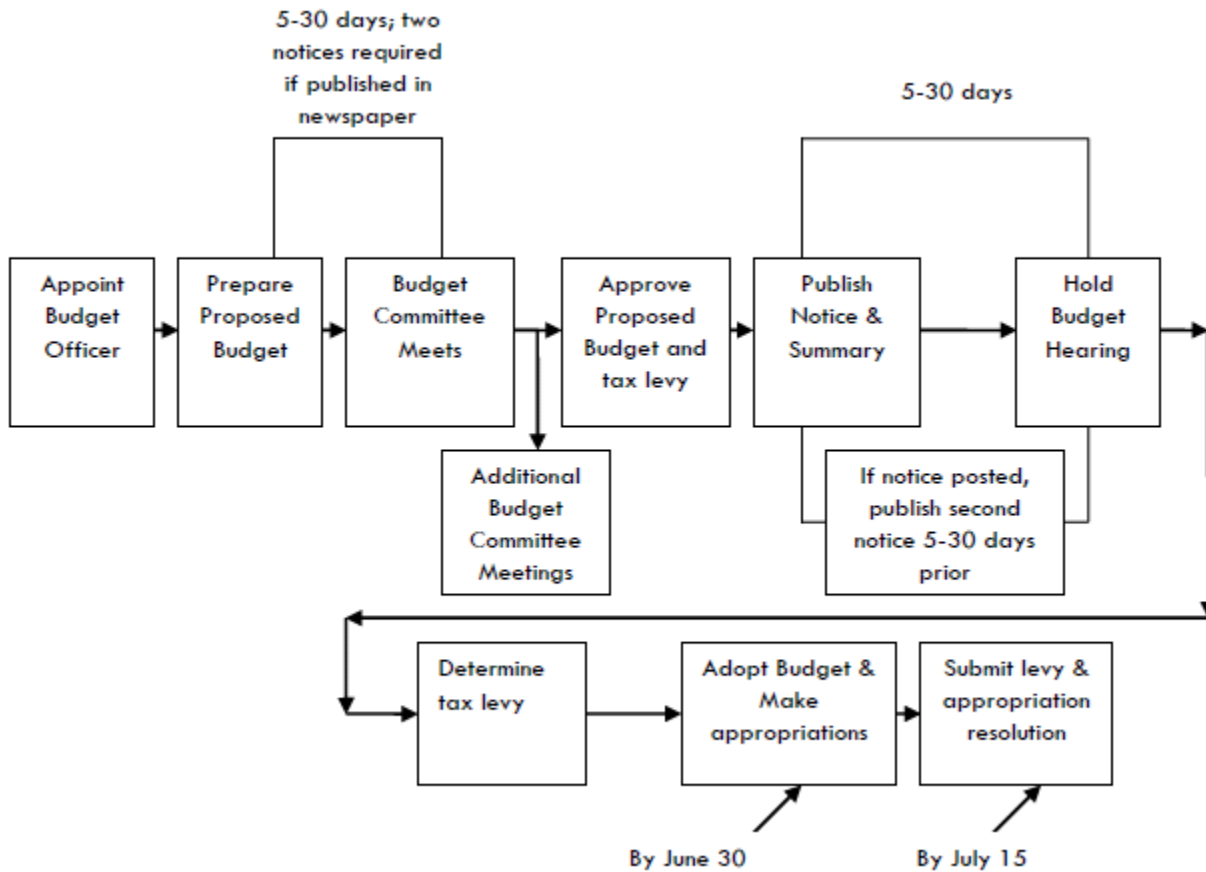 5-30 days; two
notices required
if published in
newspaper
5-30 days
Appoint
Budget
Officer
Prepare
Proposed
Budget
Budget
Committee
Meets
Approve
Proposed
Budget and
tax levy
Publish
Notice &
Summary
Hold
Budget
Hearing
Additional
Budget
Committee
Meetings
If notice posted,
publish second
notice 5-30 days
prior
Determine
tax levy
Adopt Budget &
Make
appropriations
Submit levy &
appropriation
resolution
By June 30
By July 15